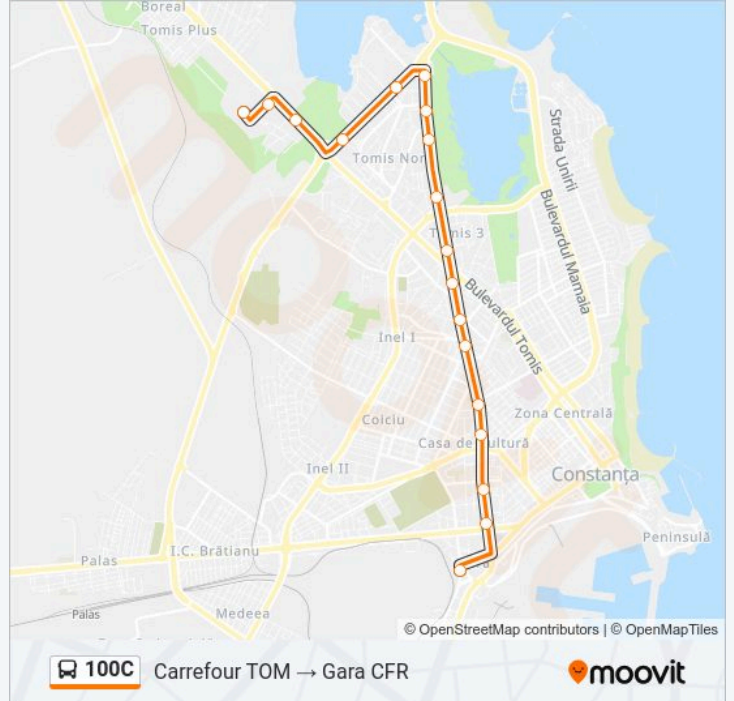 Boreal
Tomis Plus
Strada Unirii
Tomis Nor
Bulevardul Mamaia
Tomis 3
Bulevardul Tomis
Inel I
Zona Centrală
Coiciu
Casa de Cultură
Inel II
Constanța
Peninsulă
I.C. Brătianu
Palas
Palas
Medeea
© OpenStreetMap contributors | © OpenMapTiles
100C Carrefour TOM → Gara CFR
moovit